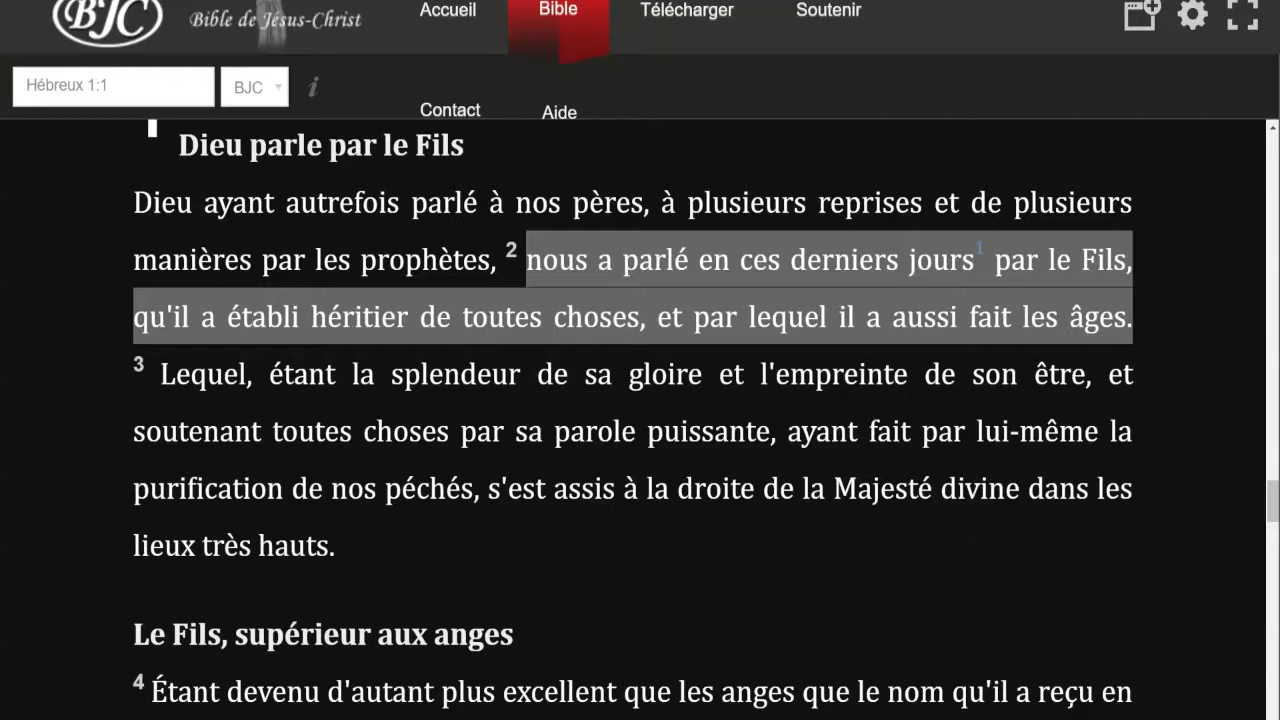 BJC Bible de Jésus-Christ Accueil Bible Télécharger Soutenir
Hébreux 1:1 BJC i
Contact Aide
Dieu parle par le Fils
Dieu ayant autrefois parlé à nos pères, à plusieurs reprises et de plusieurs
manières par les prophètes, 2 nous a parlé en ces derniers jours1 par le Fils,
qu'il a établi héritier de toutes choses, et par lequel il a aussi fait les âges.
3 Lequel, étant la splendeur de sa gloire et l'empreinte de son être, et
soutenant toutes choses par sa parole puissante, ayant fait par lui-même la
purification de nos péchés, s'est assis à la droite de la Majesté divine dans les
lieux très hauts.
Le Fils, supérieur aux anges
4 Étant devenu d'autant plus excellent que les anges que le nom qu'il a reçu en